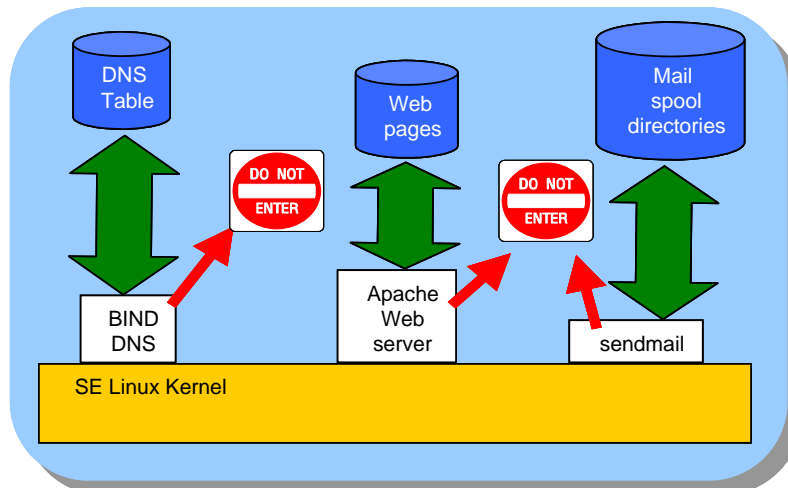 DNS
Table
Web
pages
Mail
spool
directories
DO NOT
ENTER
DO NOT
ENTER
BIND
DNS
Apache
Web
server
sendmail
SE Linux Kernel